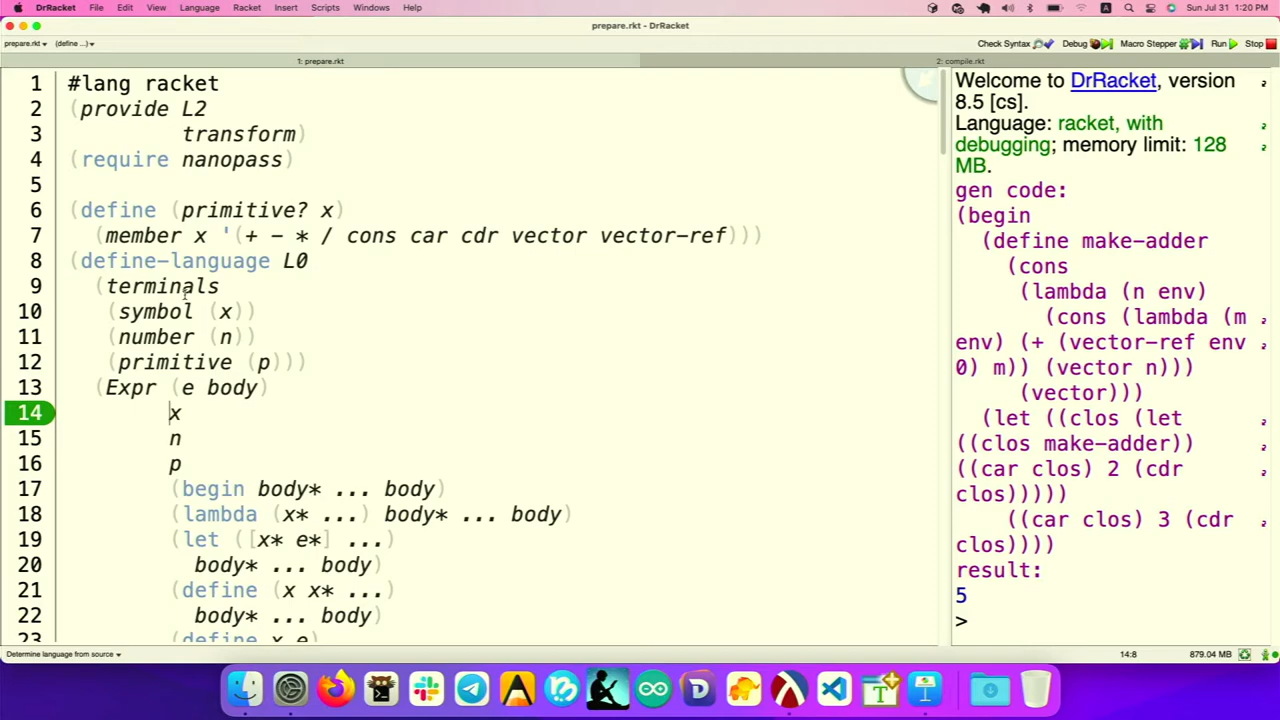 DrRacket File Edit View Language Racket Insert Scripts Windows Help
A
Sun Jul 31 1:20 PM
prepare.rkt - DrRacket
prepare.rkt (define ...)
Check Syntax Debug Macro Stepper Run Stop
1: prepare.rkt
2: compile.rkt
1 #lang racket
2 (provide L2
3 transform)
4 (require nanopass)
5
6 (define (primitive? x)
7 (member x '(+ - * / cons car cdr vector vector-ref)))
8 (define-language L0
9 (terminals
10 (symbol (x))
11 (number (n))
12 (primitive (p)))
13 (Expr (e body)
14 x
15 n
16 p
17 (begin body* ... body)
18 (lambda (x* ...) body* ... body)
19 (let ([x* e*] ...)
20 body* ... body)
21 (define (x x* ...)
22 body* ... body)
23 (define x e)
Welcome to DrRacket, version
8.5 [cs].
Language: racket, with
debugging; memory limit: 128
MB.
gen code:
(begin
(define make-adder
(cons
(lambda (n env)
(cons (lambda (m
env) (+ (vector-ref env
0) m)) (vector n)))
(vector)))
(let ((clos (let
((clos make-adder))
((car clos) 2 (cdr
clos)))))
((car clos) 3 (cdr
clos))))
result:
5
>
Determine language from source
14:8
879.04 MB